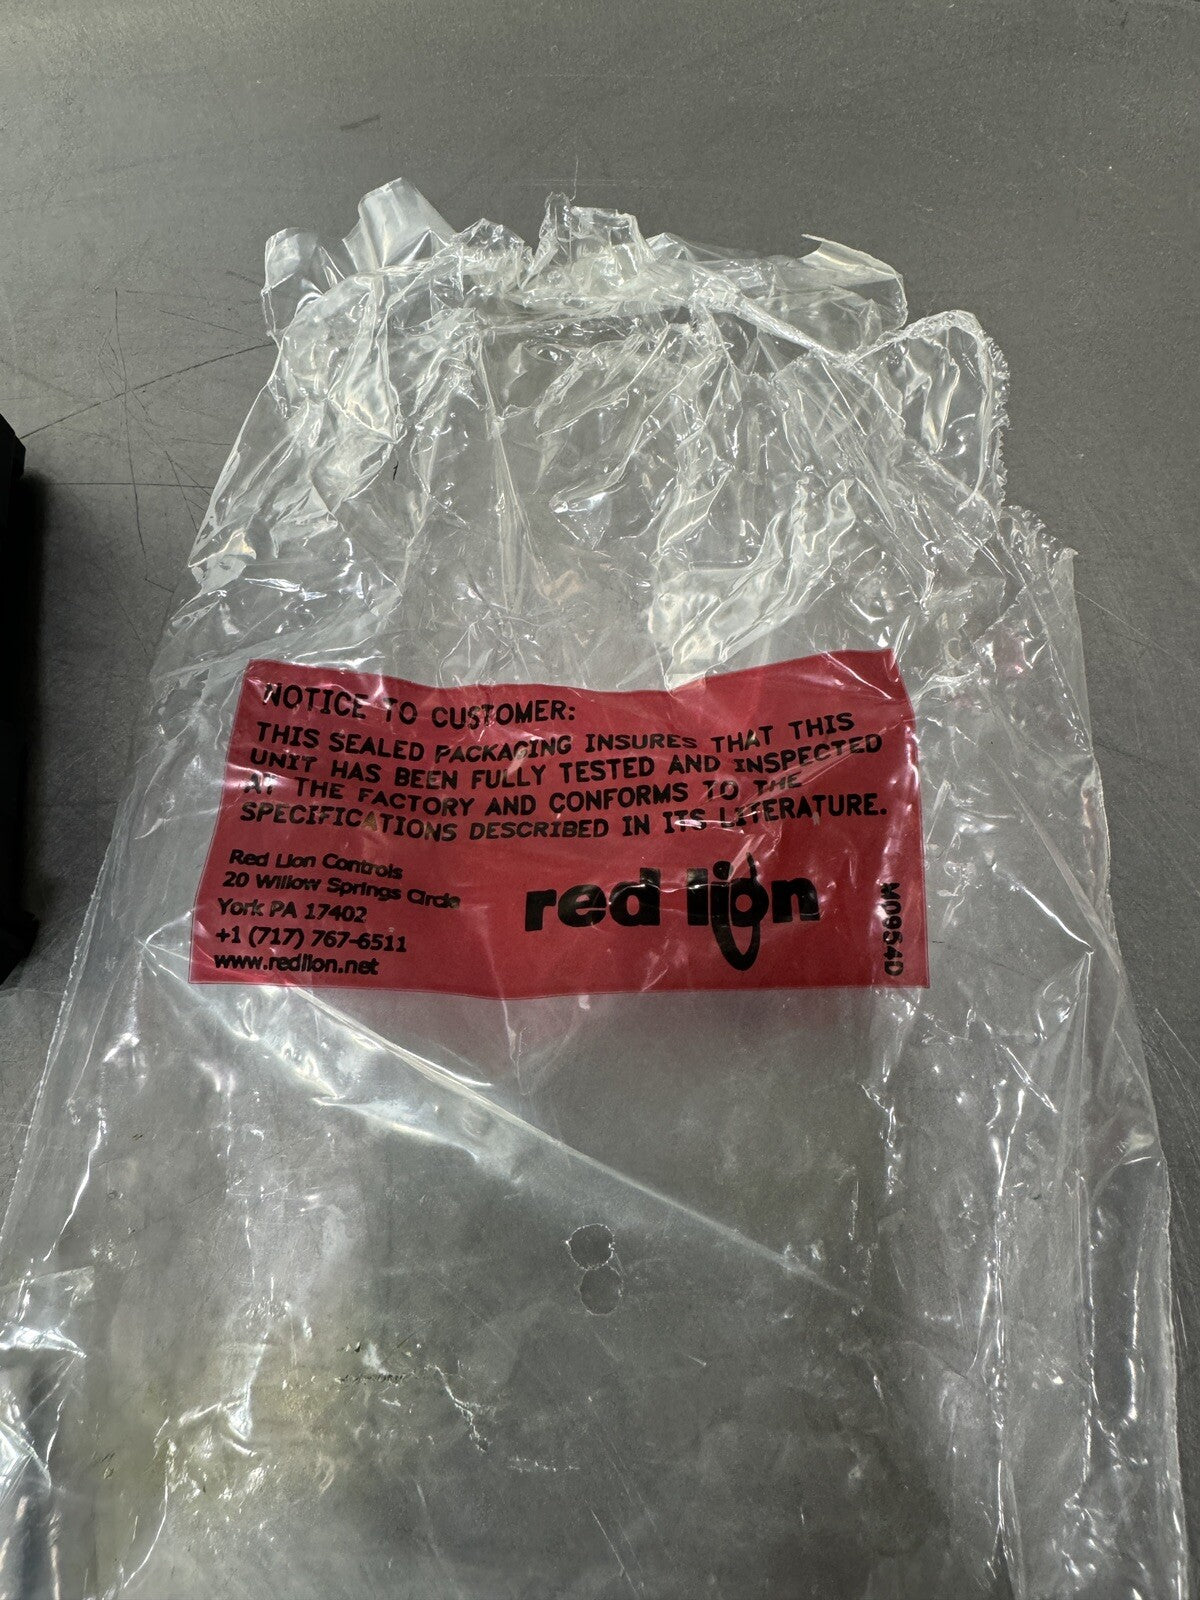 NOTICE TO CUSTOMER:
THIS SEALED PACKAGING INSURES THAT THIS
UNIT HAS BEEN FULLY TESTED AND INSPECTED
AT THE FACTORY AND CONFORMS TO THE
SPECIFICATIONS DESCRIBED IN ITS LITERATURE.
Red Lion Controls
20 Willow Springs Circle
York PA 17402
+1 (717) 767-6511
www.redlion.net
red lion
M0954D